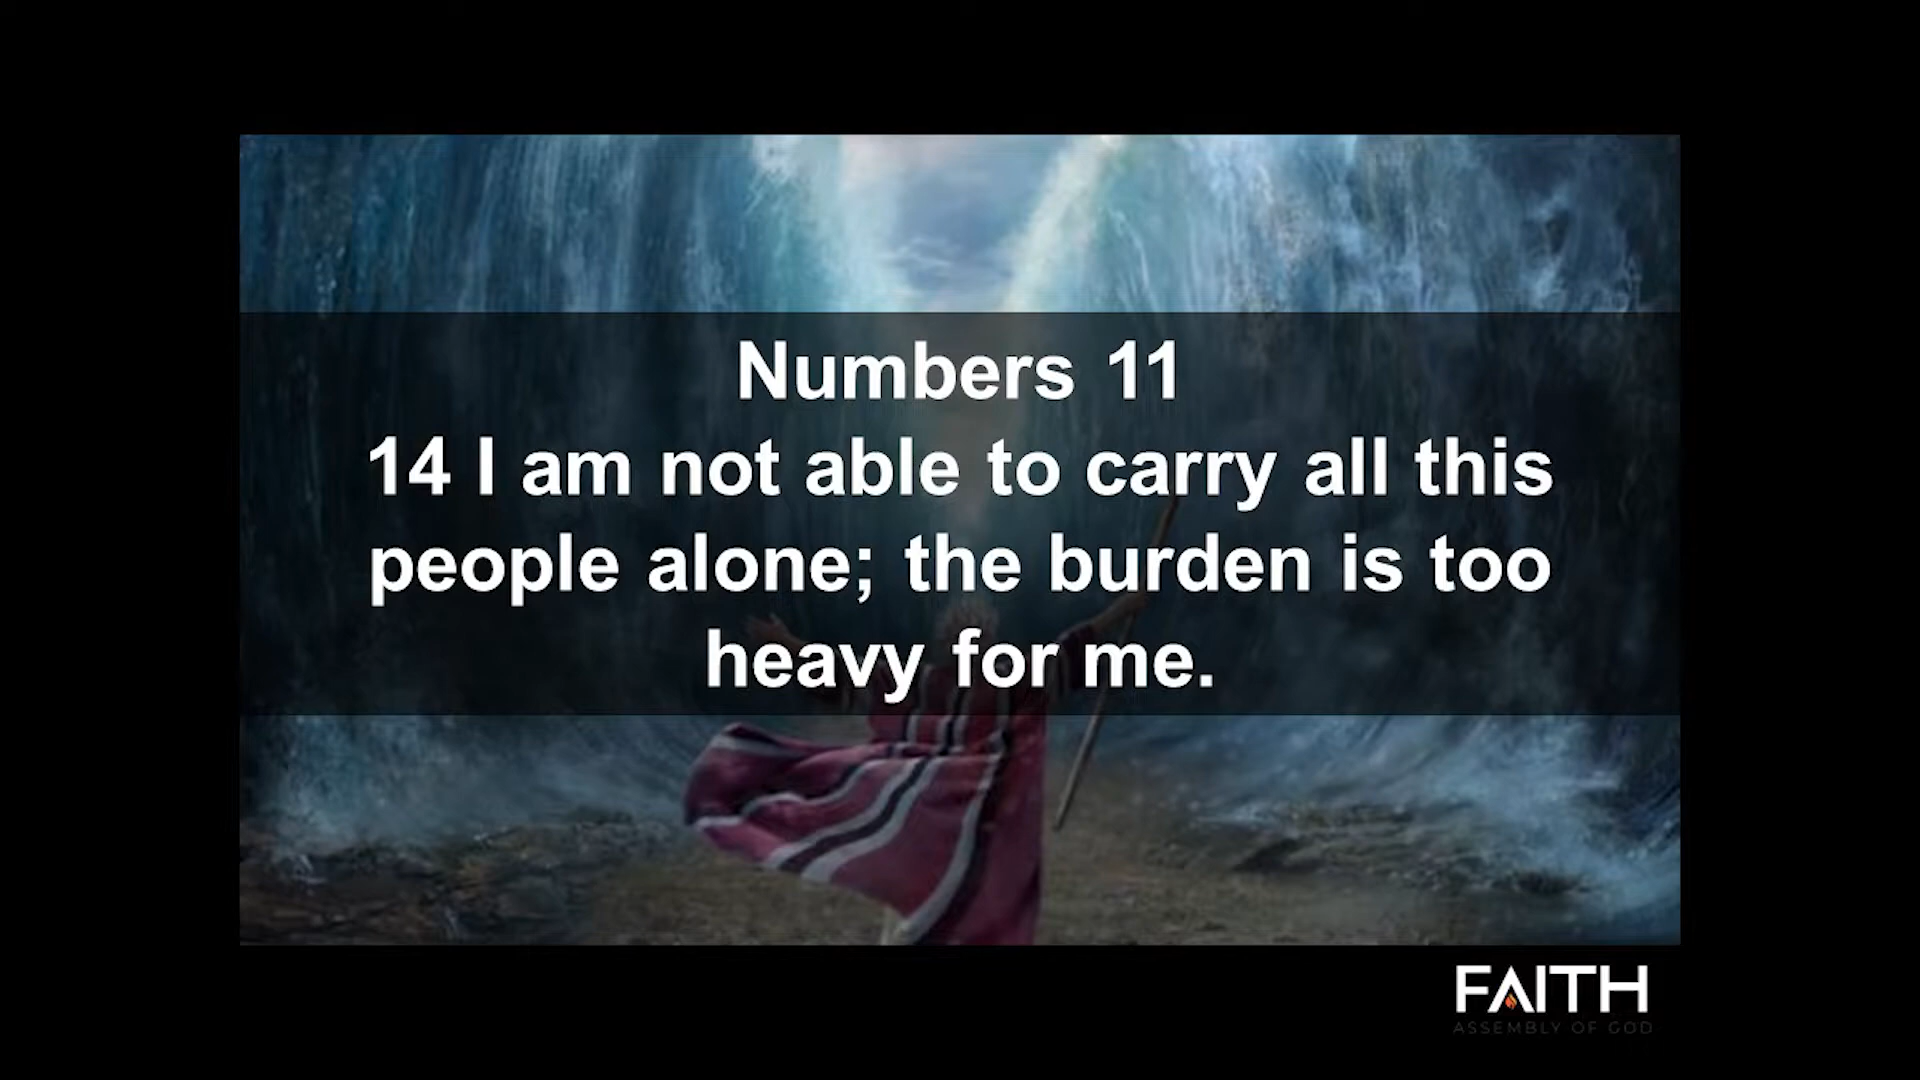 Numbers 11
14 I am not able to carry all this
people alone; the burden is too
heavy for me.
FAITH
ASSEMBLY OF GOD